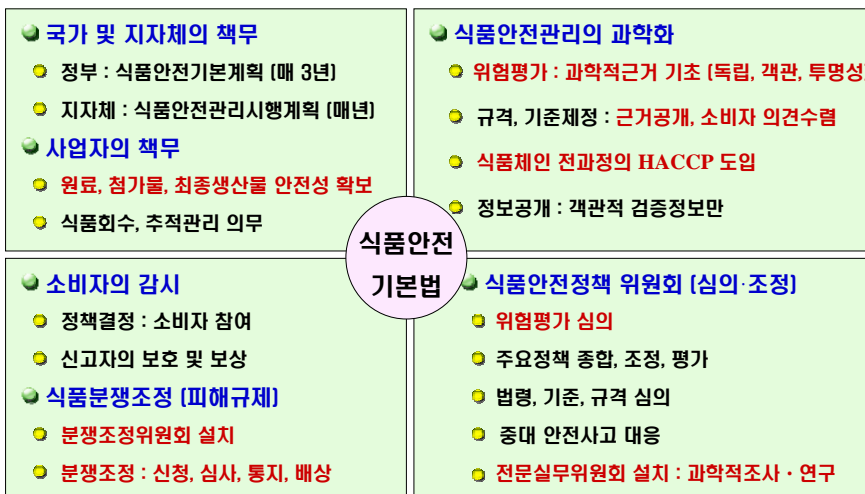 국가 및 지자체의 책무
정부 : 식품안전기본계획 (매 3년)
지자체 : 식품안전관리시행계획 (매년)
사업자의 책무
원료, 첨가물, 최종생산물 안전성 확보
식품회수, 추적관리 의무
식품안전관리의 과학화
위험평가 : 과학적근거 기초 (독립, 객관, 투명성
규격, 기준제정 : 근거공개, 소비자 의견수렴
식품체인 전과정의 HACCP 도입
정보공개 : 객관적 검증정보만
식품안전
기본법
소비자의 감시
정책결정 : 소비자 참여
신고자의 보호 및 보상
식품분쟁조정 (피해규제)
분쟁조정위원회 설치
분쟁조정 : 신청, 심사, 통지, 배상
식품안전정책 위원회 (심의·조정)
위험평가 심의
주요정책 종합, 조정, 평가
법령, 기준, 규격 심의
중대 안전사고 대응
전문실무위원회 설치 : 과학적조사 · 연구